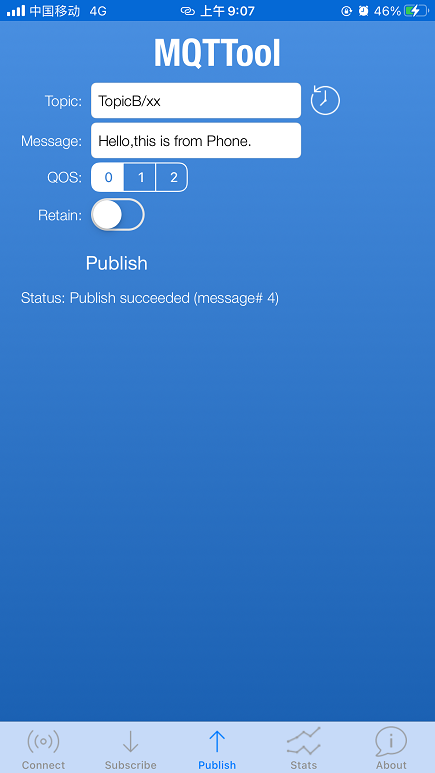 中国移动 4G 上午 9:07 46%
MQTTool
Topic: TopicB/xx
Message: Hello,this is from Phone.
QOS: 0 1 2
Retain:
Publish
Status: Publish succeeded (message# 4)
Connect Subscribe Publish Stats About